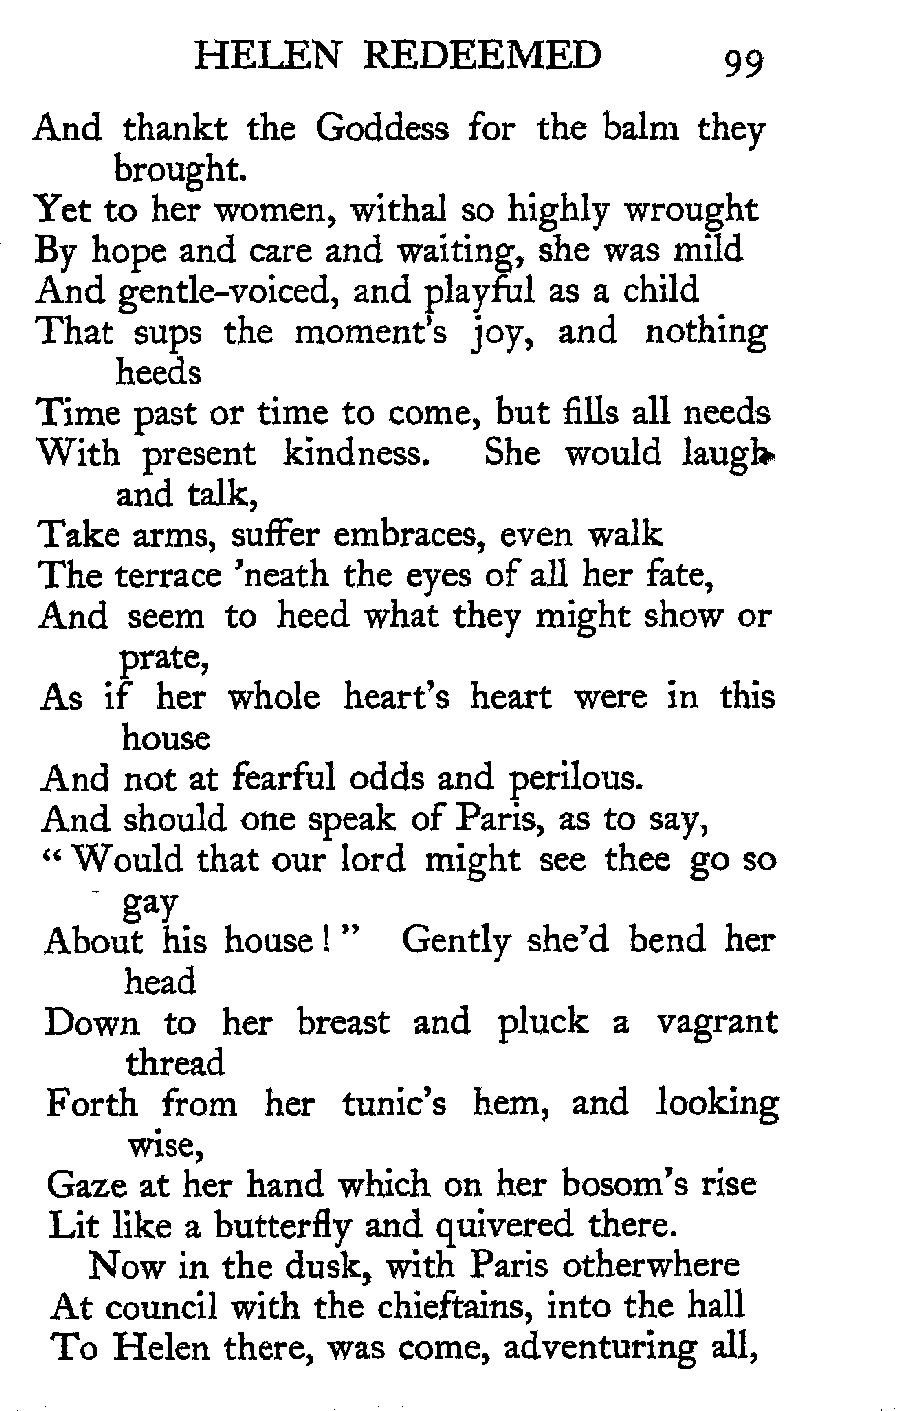 HELEN REDEEMED 99
And thankt the Goddess for the balm they
brought.
Yet to her women, withal so highly wrought
By hope and care and waiting, she was mild
And gentle-voiced, and playful as a child
That sups the moment's joy, and nothing
heeds
Time past or time to come, but fills all needs
With present kindness. She would laugh
and talk,
Take arms, suffer embraces, even walk
The terrace 'neath the eyes of all her fate,
And seem to heed what they might show or
prate,
As if her whole heart's heart were in this
house
And not at fearful odds and perilous.
And should one speak of Paris, as to say,
“ Would that our lord might see thee go so
gay
About his house ! ” Gently she'd bend her
head
Down to her breast and pluck a vagrant
thread
Forth from her tunic's hem, and looking
wise,
Gaze at her hand which on her bosom's rise
Lit like a butterfly and quivered there.
Now in the dusk, with Paris otherwhere
At council with the chieftains, into the hall
To Helen there, was come, adventuring all,